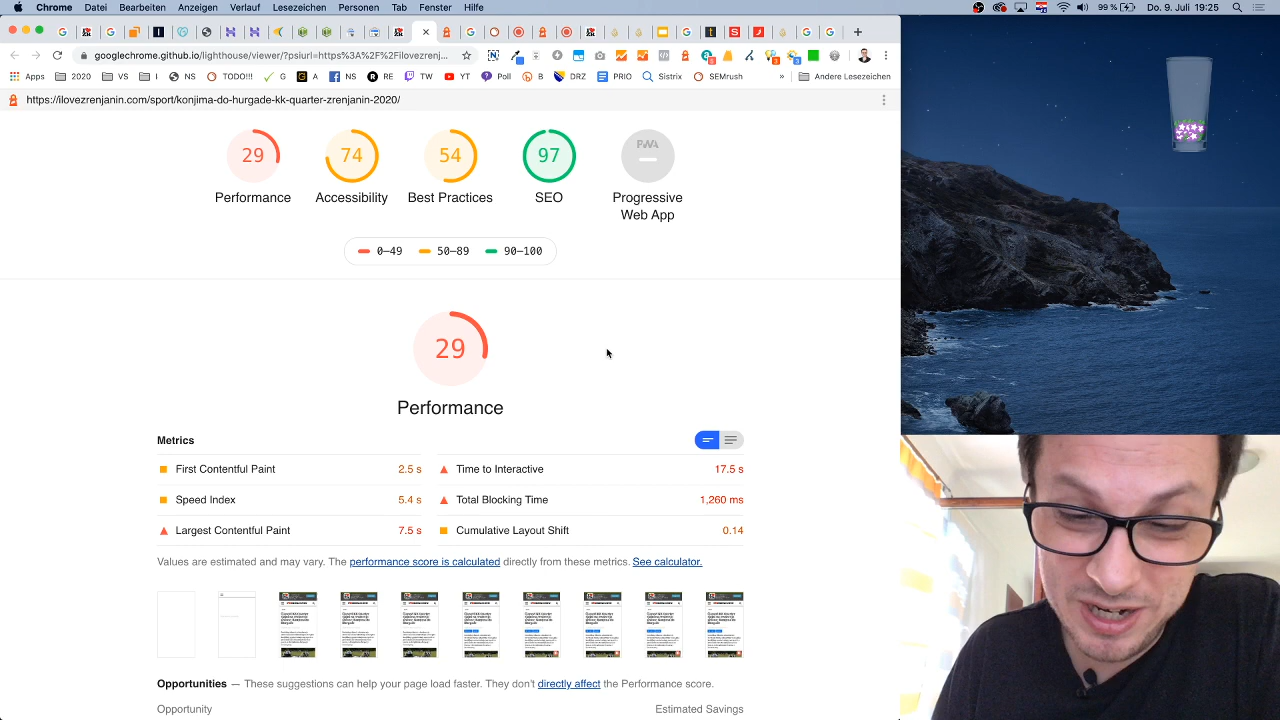 Chrome Datei Bearbeiten Anzeigen Verlauf Lesezeichen Personen Tab Fenster Hilfe 99 % Do. 9. Juli 19:25
googlechrome.github.io/lighthouse/viewer/?psiurl=https%3A%2F%2Filovezrenj...
Apps 2020 VS I NS TODO!!! G A NS RE TW YT Poll B DRZ PRIO Sistrix SEmrush » Andere Lesezeichen
https://ilovezrenjanin.com/sport/kenjima-do-hurgade-kk-quarter-zrenjanin-2020/
29 74 54 97 PWA
Performance Accessibility Best Practices SEO Progressive
Web App
0–49 50–89 90–100
29
Performance
Metrics
First Contentful Paint 2.5 s Time to Interactive 17.5 s
Speed Index 5.4 s Total Blocking Time 1,260 ms
Largest Contentful Paint 7.5 s Cumulative Layout Shift 0.14
Values are estimated and may vary. The performance score is calculated directly from these metrics. See calculator.
Opportunities — These suggestions can help your page load faster. They don't directly affect the Performance score.
Opportunity Estimated Savings